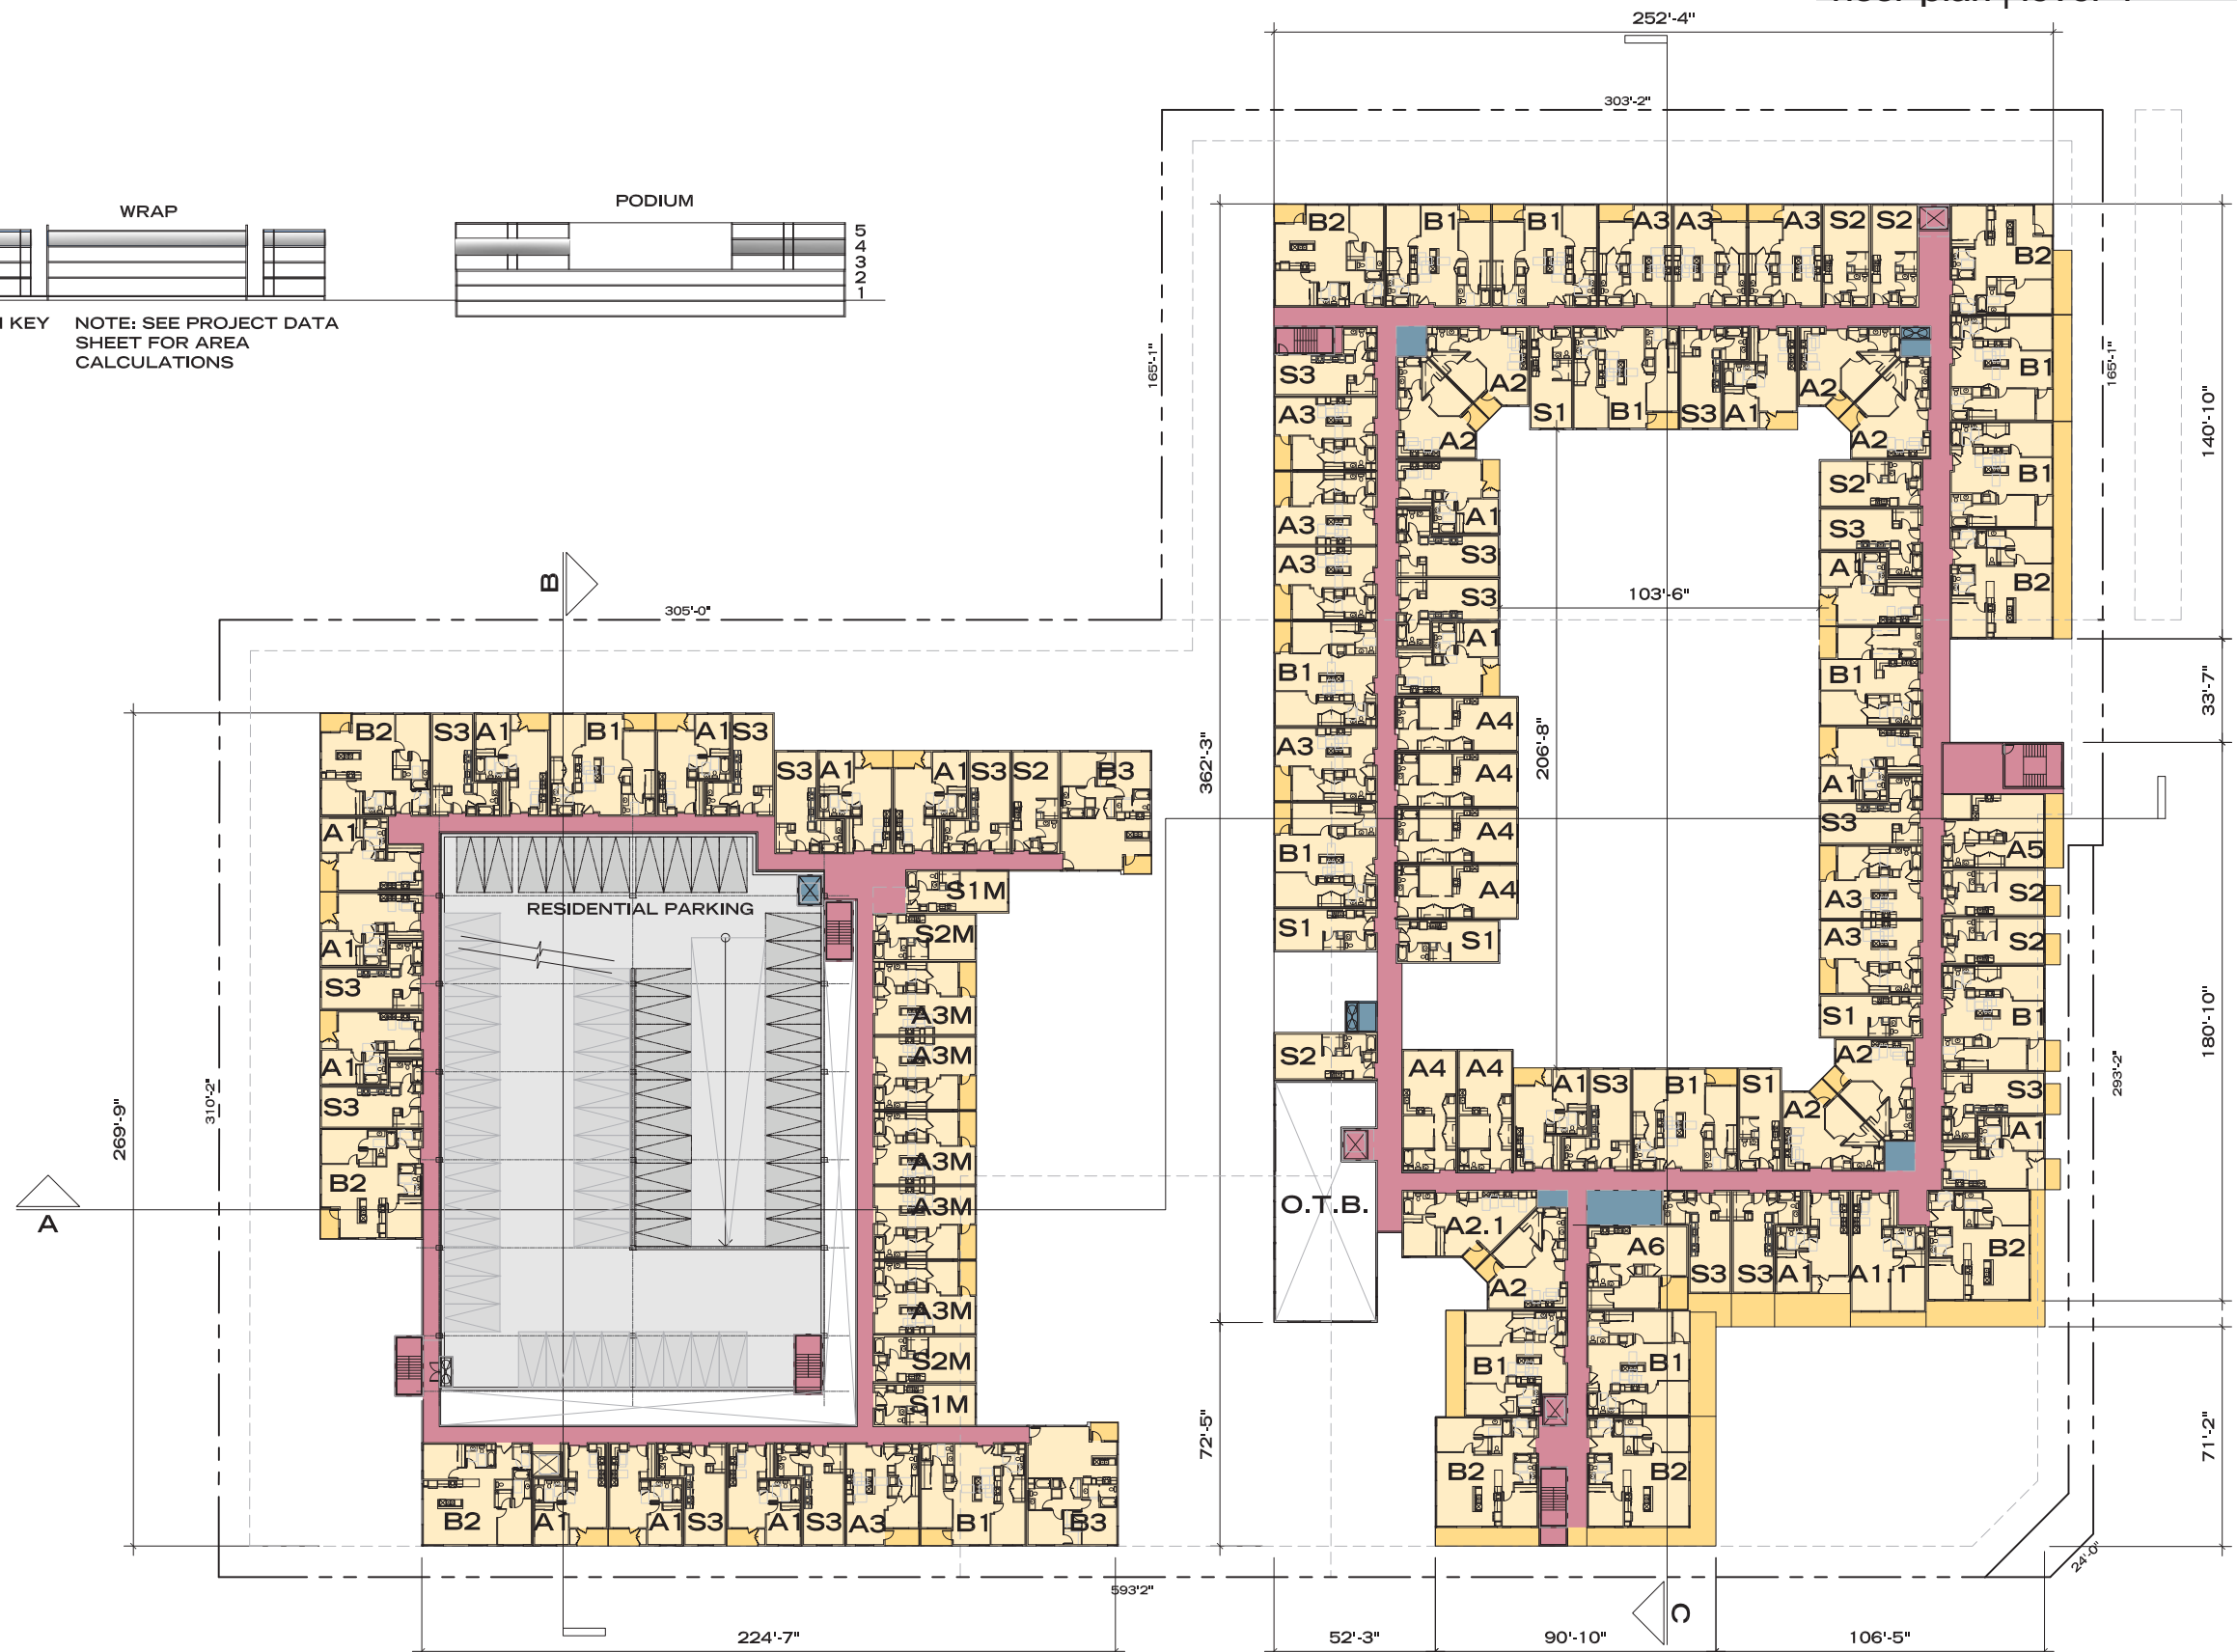 252'-4"
303'-2"
WRAP
PODIUM
5
4
3
2
1
KEY
NOTE: SEE PROJECT DATA
SHEET FOR AREA
CALCULATIONS
B2 B1 B1 A3 A3 A3 S2 S2
B2
S3 A2 S1 B1 S3 A1 A2 B1
A2 A2
165'-1"
165'-1"
140'-10"
A3
A3
A3
B1
A3
B1
S1
S2
A1
S3
S3
A1
A4
A4
A4
A4
S1
S2
S3
A1
B1
A1
S3
A3
A3
S1
B1
B2
103'-6"
206'-8"
362'-3"
33'-7"
180'-10"
293'-2"
A5
S2
S2
B1
S3
A1
B
305'-0"
B2 S3 A1 B1 A1 S3
S3 A1 A1 S3 S2 B3
A1
A1
S3
A1
S3
B2
RESIDENTIAL PARKING
S1M
S2M
A3M
A3M
A3M
A3M
A3M
S2M
S1M
269'-9"
310'-2"
A
A4 A4 A1 S3 B1 S1 A2
A2
O.T.B.
A2.1
A2
A6
S3 S3 A1 A1.1 B2
B1 B1
B2 B2
72'-5"
71'-2"
24'-0"
B2 A1 A1 S3 A1 S3 A3 B1 B3
593'2"
C
224'-7"
52'-3"
90'-10"
106'-5"